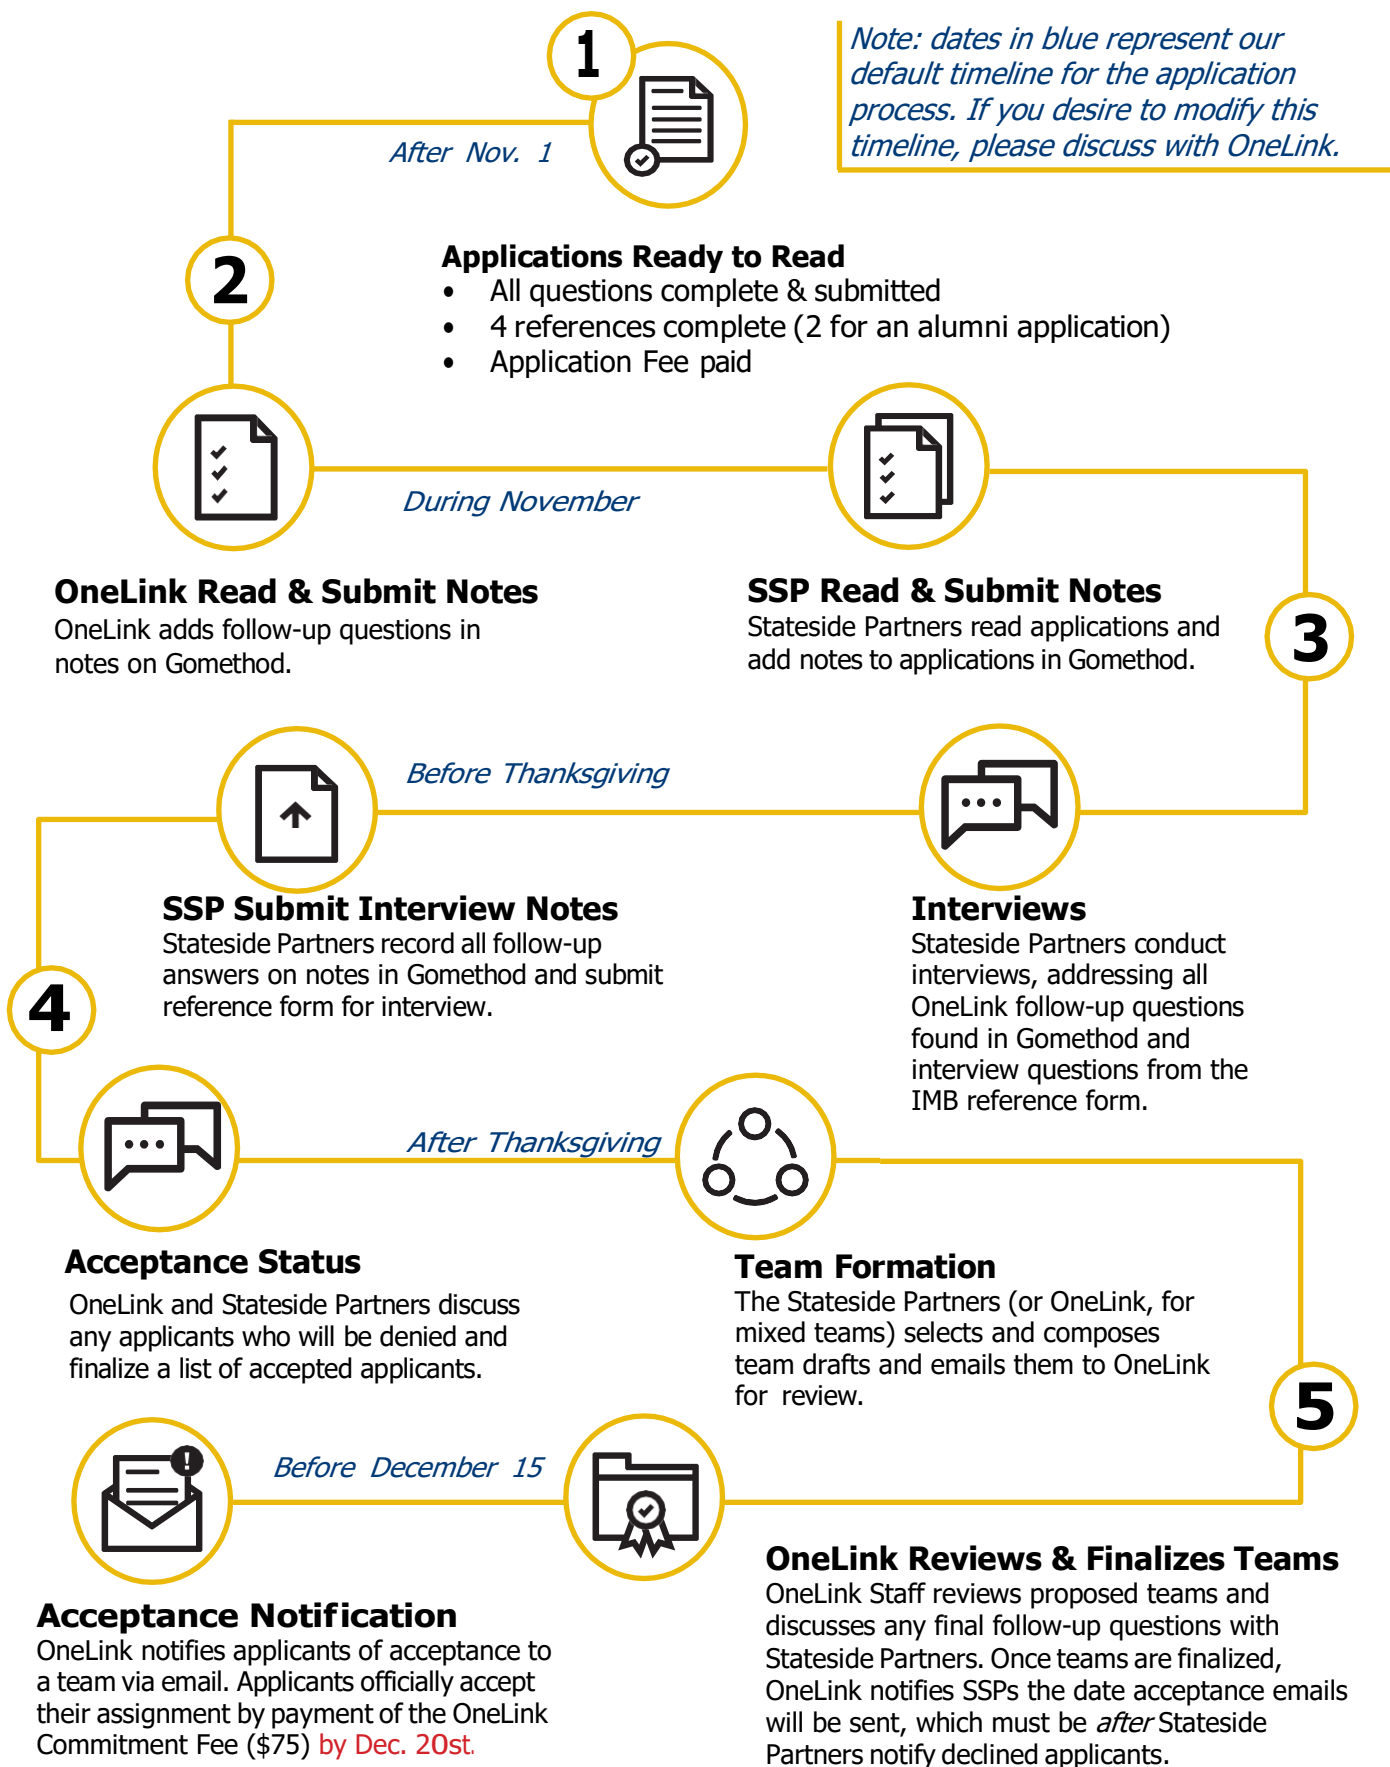 1
Note: dates in blue represent our
default timeline for the application
process. If you desire to modify this
timeline, please discuss with OneLink.
After Nov. 1
2
Applications Ready to Read
• All questions complete & submitted
• 4 references complete (2 for an alumni application)
• Application Fee paid
During November
OneLink Read & Submit Notes
OneLink adds follow-up questions in
notes on Gomethod.
SSP Read & Submit Notes
Stateside Partners read applications and
add notes to applications in Gomethod.
3
Before Thanksgiving
Interviews
Stateside Partners conduct
interviews, addressing all
OneLink follow-up questions
found in Gomethod and
interview questions from the
IMB reference form.
SSP Submit Interview Notes
Stateside Partners record all follow-up
answers on notes in Gomethod and submit
reference form for interview.
4
After Thanksgiving
Acceptance Status
OneLink and Stateside Partners discuss
any applicants who will be denied and
finalize a list of accepted applicants.
Team Formation
The Stateside Partners (or OneLink, for
mixed teams) selects and composes
team drafts and emails them to OneLink
for review.
5
Before December 15
!
OneLink Reviews & Finalizes Teams
OneLink Staff reviews proposed teams and
discusses any final follow-up questions with
Stateside Partners. Once teams are finalized,
OneLink notifies SSPs the date acceptance emails
will be sent, which must be after Stateside
Partners notify declined applicants.
Acceptance Notification
OneLink notifies applicants of acceptance to
a team via email. Applicants officially accept
their assignment by payment of the OneLink
Commitment Fee ($75) by Dec. 20st.